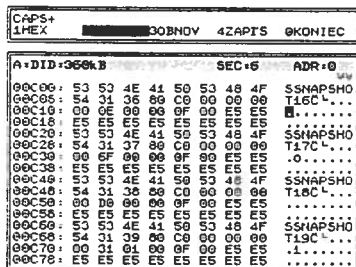 CAPS+
1HEX 3OBNOV 4ZAPIS 0KONIEC
A:DID:360kB SEC:6 ADR:0
00C00: 53 53 4E 41 50 53 48 4F SSNAPSHO
00C08: 54 31 36 80 C0 00 00 00 T16C
00C10: 00 0E 00 00 0F 00 E5 E5
00C18: E5 E5 E5 E5 E5 E5 E5 E5 ........
00C20: 53 53 4E 41 50 53 48 4F SSNAPSHO
00C28: 54 31 37 80 C0 00 00 00 T17C
00C30: 00 6F 00 00 0F 00 E5 E5 .o......
00C38: E5 E5 E5 E5 E5 E5 E5 E5 ........
00C40: 53 53 4E 41 50 53 48 4F SSNAPSHO
00C48: 54 31 38 80 C0 00 00 00 T18C
00C50: 00 D0 00 00 0F 00 E5 E5
00C58: E5 E5 E5 E5 E5 E5 E5 E5 ........
00C60: 53 53 4E 41 50 53 48 4F SSNAPSHO
00C68: 54 31 39 80 C0 00 00 00 T19C
00C70: 00 31 01 00 0F 00 E5 E5 .1......
00C78: E5 E5 E5 E5 E5 E5 E5 E5 ........